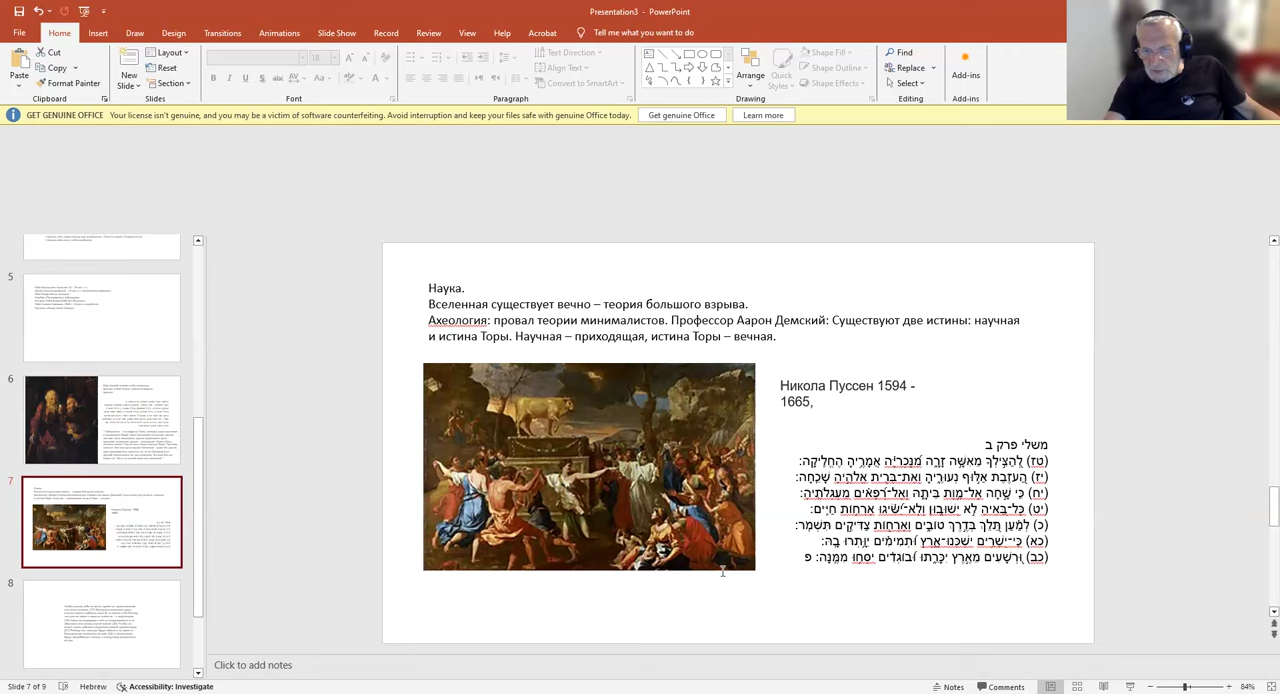 Presentation3 - PowerPoint
File Home Insert Draw Design Transitions Animations Slide Show Record Review View Help Acrobat Tell me what you want to do
Paste
Cut
Copy
Format Painter
Clipboard
New Slide
Layout
Reset
Section
Slides
18
Font
Text Direction
Align Text
Convert to SmartArt
Paragraph
Arrange
Quick Styles
Shape Fill
Shape Outline
Shape Effects
Drawing
Find
Replace
Select
Editing
Add-ins
Add-ins
GET GENUINE OFFICE Your license isn't genuine, and you may be a victim of software counterfeiting. Avoid interruption and keep your files safe with genuine Office today. Get genuine Office Learn more
5
6
7
8
Наука.
Вселенная существует вечно – теория большого взрыва.
Ахеология: провал теории минималистов. Профессор Аарон Демский: Существуют две истины: научная
и истина Торы. Научная – приходящая, истина Торы – вечная.
Никола Пуссен 1594 -
1665,
משלי פרק ב
(טז) לְהַצִּילְךָ מֵאִשָּׁה זָרָה מִנָּכְרִיָּה אֲמָרֶיהָ הֶחֱלִיקָה:
(יז) הַעֹזֶבֶת אַלּוּף נְעוּרֶיהָ וְאֶת־בְּרִית אֱלֹהֶיהָ שָׁכֵחָה:
(יח) כִּי שָׁחָה אֶל־מָוֶת בֵּיתָהּ וְאֶל־רְפָאִים מַעְגְּלֹתֶיהָ:
(יט) כָּל־בָּאֶיהָ לֹא יְשׁוּבוּן וְלֹא־יַשִּׂיגוּ אָרְחוֹת חַיִּים:
(כ) לְמַעַן תֵּלֵךְ בְּדֶרֶךְ טוֹבִים וְאָרְחוֹת צַדִּיקִים תִּשְׁמֹר:
(כא) כִּי־יְשָׁרִים יִשְׁכְּנוּ־אָרֶץ וּתְמִימִים יִוָּתְרוּ בָהּ:
(כב) וּרְשָׁעִים מֵאֶרֶץ יִכָּרֵתוּ וּבוֹגְדִים יִסְּחוּ מִמֶּנָּה: פ
Click to add notes
Slide 7 of 9 Hebrew Accessibility: Investigate Notes Comments 84%